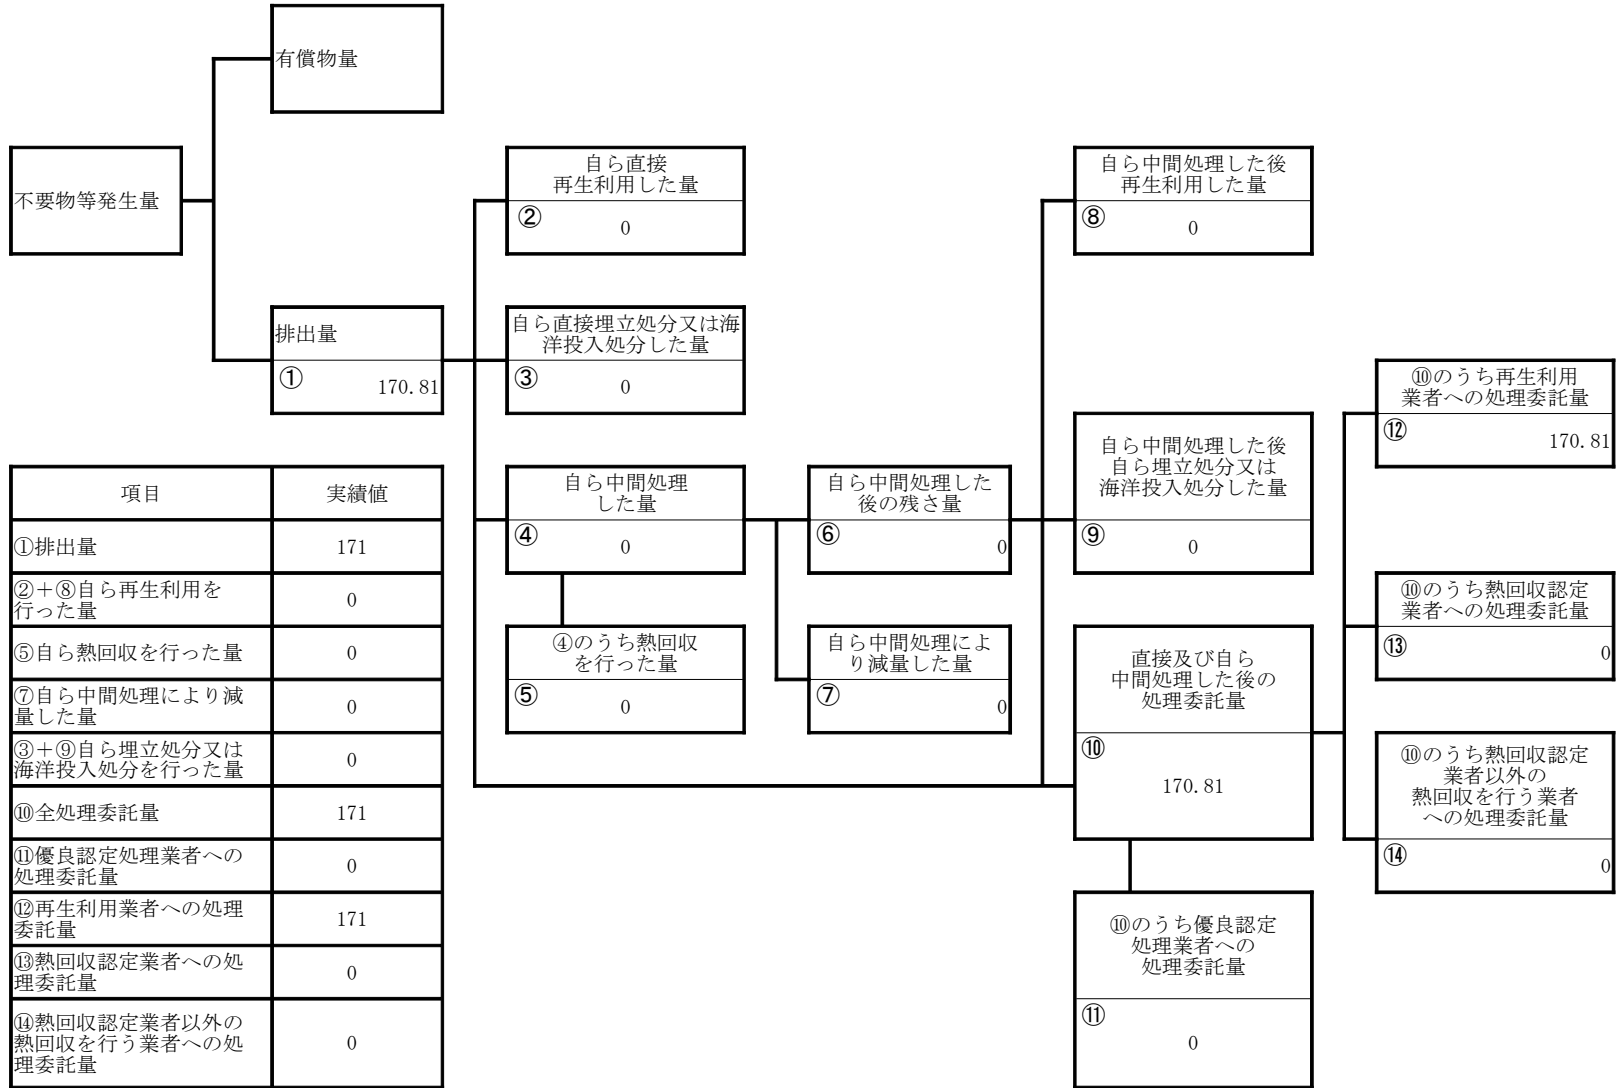 有償物量
不要物等発生量
自ら直接
再生利用した量
②
0
自ら中間処理した後
再生利用した量
⑧
0
排出量
①
170.81
自ら直接埋立処分又は海
洋投入処分した量
③
0
⑩のうち再生利用
業者への処理委託量
⑫
170.81
自ら中間処理
した量
④
0
自ら中間処理した
後の残さ量
⑥
0
自ら中間処理した後
自ら埋立処分又は
海洋投入処分した量
⑨
0
④のうち熱回収
を行った量
⑤
0
自ら中間処理によ
り減量した量
⑦
0
直接及び自ら
中間処理した後の
処理委託量
⑩
170.81
⑩のうち熱回収認定
業者への処理委託量
⑬
0
⑩のうち熱回収認定
業者以外の
熱回収を行う業者
への処理委託量
⑭
0
⑩のうち優良認定
処理業者への
処理委託量
⑪
0
項目
実績値
①排出量
171
②+⑧自ら再生利用を
行った量
0
⑤自ら熱回収を行った量
0
⑦自ら中間処理により減
量した量
0
③+⑨自ら埋立処分又は
海洋投入処分を行った量
0
⑩全処理委託量
171
⑪優良認定処理業者への
処理委託量
0
⑫再生利用業者への処理
委託量
171
⑬熱回収認定業者への処
理委託量
0
⑭熱回収認定業者以外の
熱回収を行う業者への処
理委託量
0